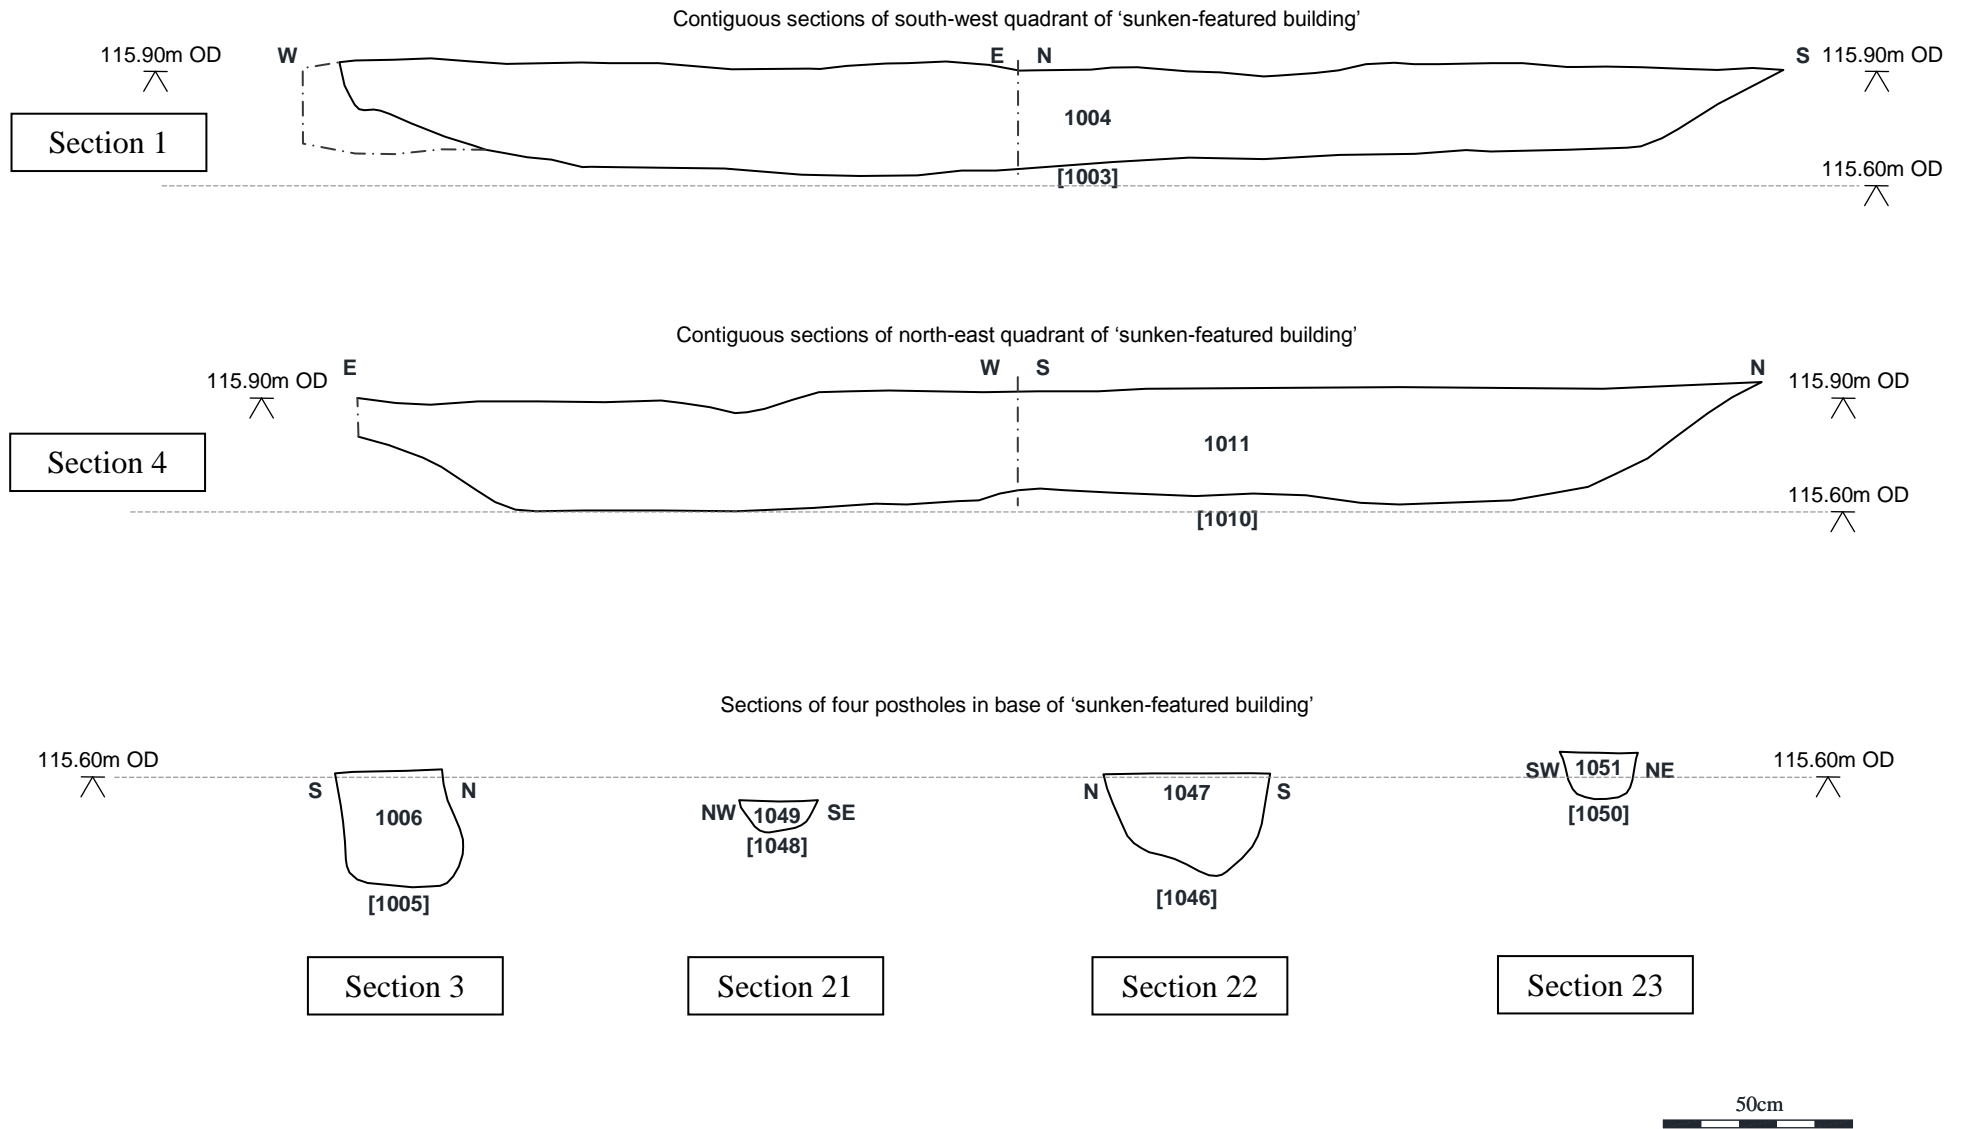 Contiguous sections of south-west quadrant of ‘sunken-featured building’
115.90m OD W E N S 115.90m OD
1004
Section 1
115.60m OD
[1003]
Contiguous sections of north-east quadrant of ‘sunken-featured building’
E W S N
115.90m OD 115.90m OD
1011
Section 4
115.60m OD
[1010]
Sections of four postholes in base of ‘sunken-featured building’
115.60m OD 115.60m OD
SW 1051 NE
S N N 1047 S
1006 NW 1049 SE [1050]
[1048]
[1005] [1046]
Section 3 Section 21 Section 22 Section 23
50cm